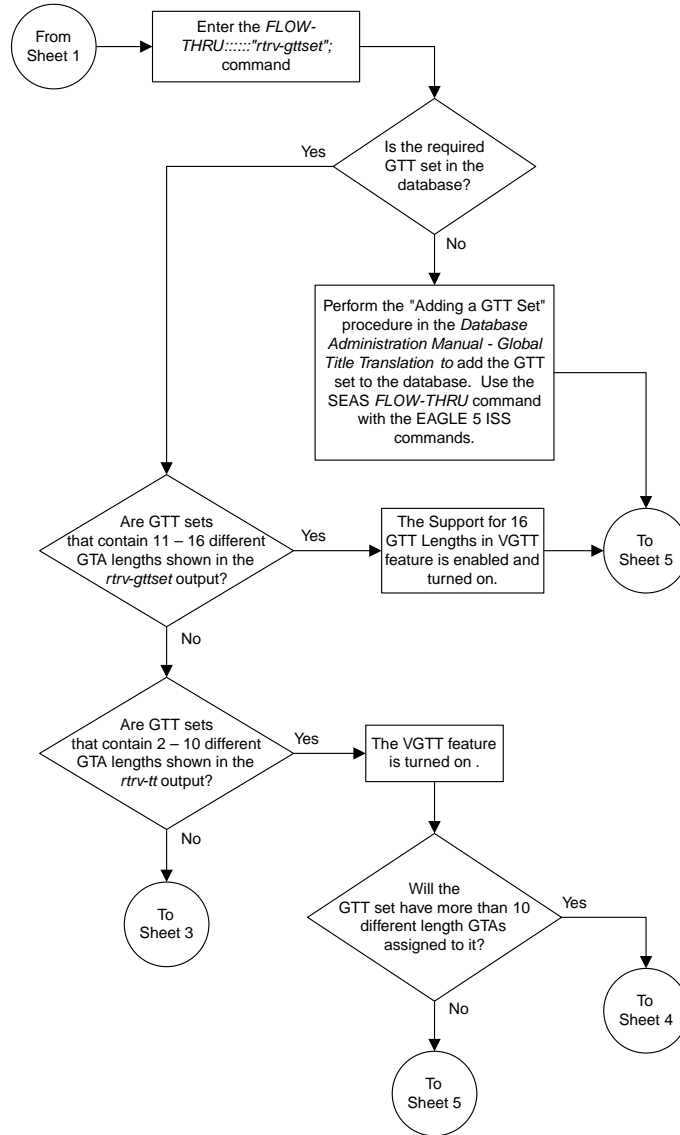 From
Sheet 1
Enter the FLOW-
THRU::::::"rtrv-gttset";
command
Is the required
GTT set in the
database?
Yes
No
Perform the "Adding a GTT Set"
procedure in the Database
Administration Manual - Global
Title Translation to add the GTT
set to the database.  Use the
SEAS FLOW-THRU command
with the EAGLE 5 ISS
commands.
Are GTT sets
that contain 11 – 16 different
GTA lengths shown in the
rtrv-gttset output?
Yes
The Support for 16
GTT Lengths in VGTT
feature is enabled and
turned on.
To
Sheet 5
No
Are GTT sets
that contain 2 – 10 different
GTA lengths shown in the
rtrv-tt output?
Yes
The VGTT feature
is turned on .
No
To
Sheet 3
Will the
GTT set have more than 10
different length GTAs
assigned to it?
Yes
To
Sheet 4
No
To
Sheet 5